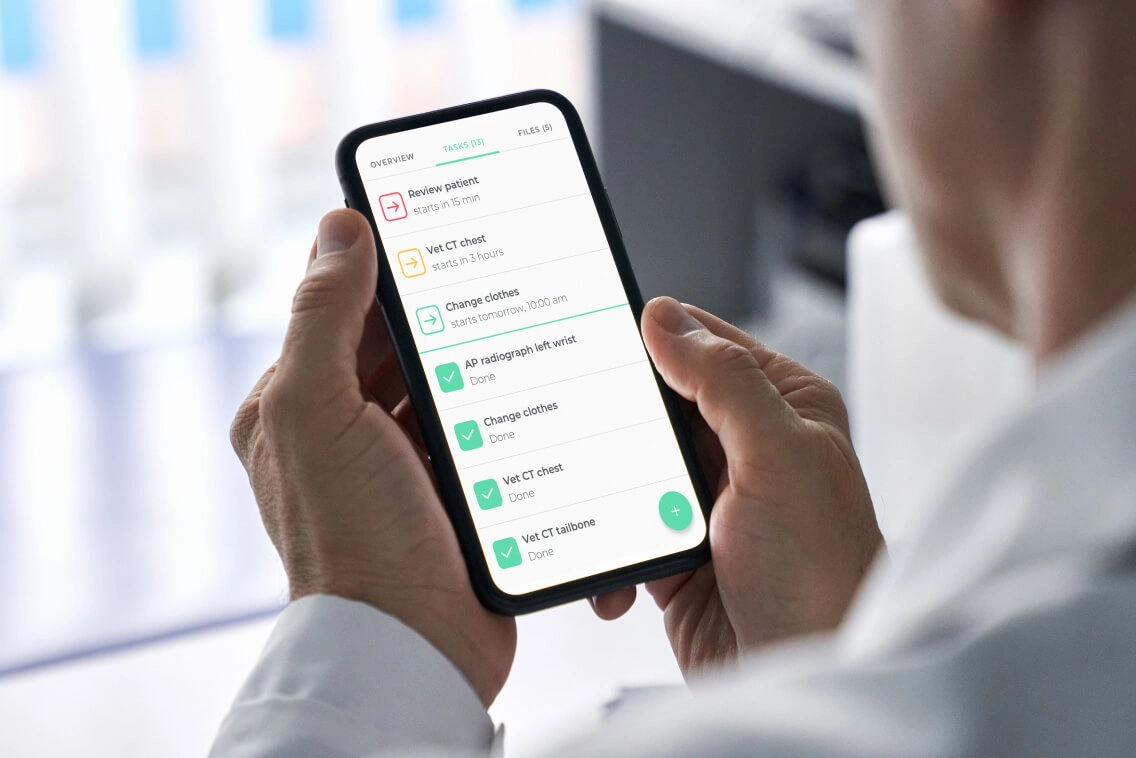 OVERVIEW TASKS (13) FILES (5)
Review patient
starts in 15 min
Vet CT chest
starts in 3 hours
Change clothes
starts tomorrow, 10:00 am
AP radiograph left wrist
Done
Change clothes
Done
Vet CT chest
Done
Vet CT tailbone
Done
+